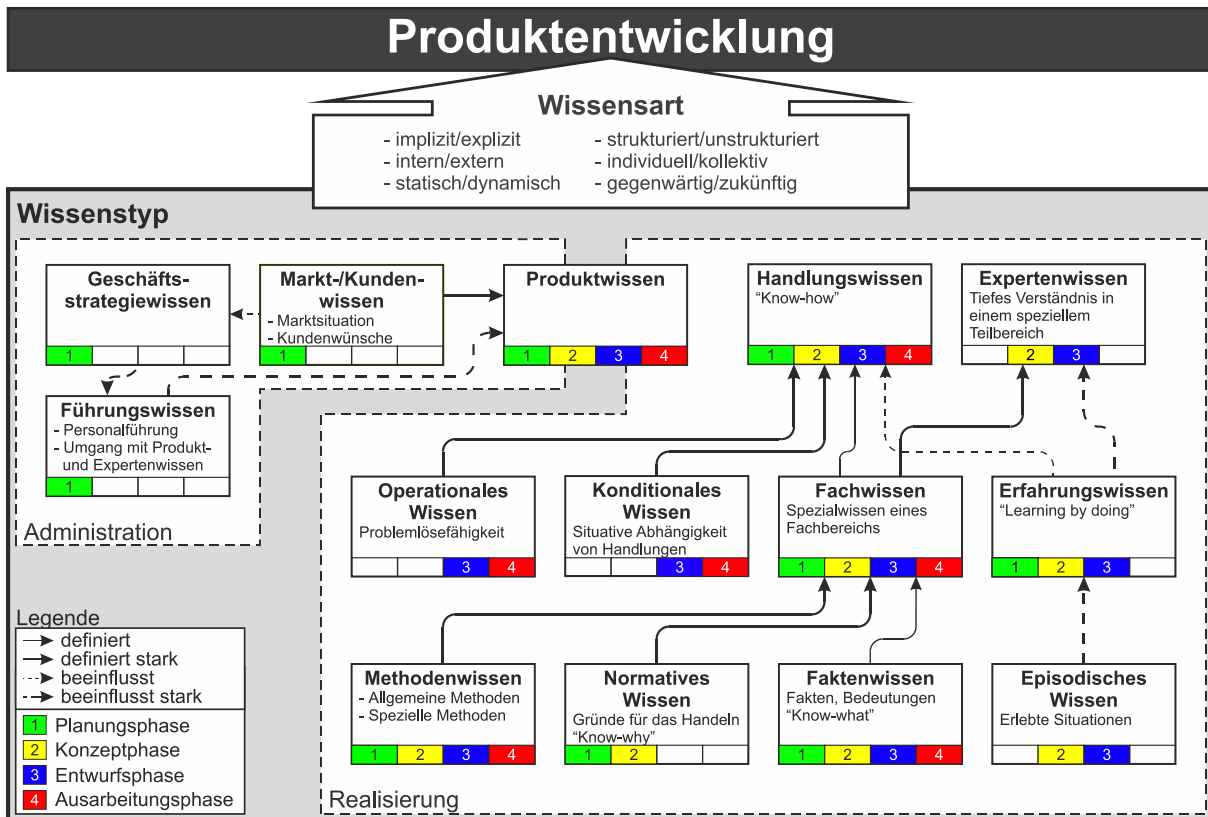 Produktentwicklung
Wissensart
- implizit/explizit
- intern/extern
- statisch/dynamisch
- strukturiert/unstrukturiert
- individuell/kollektiv
- gegenwärtig/zukünftig
Wissenstyp
Geschäfts-
strategiewissen
1
Markt-/Kunden-
wissen
- Marktsituation
- Kundenwünsche
1
Produktwissen
1 2 3 4
Führungswissen
- Personalführung
- Umgang mit Produkt-
und Expertenwissen
1
Administration
Handlungswissen
“Know-how”
1 2 3 4
Expertenwissen
Tiefes Verständnis in
einem speziellem
Teilbereich
2 3
Operationales
Wissen
Problemlösefähigkeit
3 4
Konditionales
Wissen
Situative Abhängigkeit
von Handlungen
3 4
Fachwissen
Spezialwissen eines
Fachbereichs
1 2 3 4
Erfahrungswissen
“Learning by doing”
1 2 3
Methodenwissen
- Allgemeine Methoden
- Spezielle Methoden
1 2 3 4
Normatives
Wissen
Gründe für das Handeln
“Know-why”
1 2
Faktenwissen
Fakten, Bedeutungen
“Know-what”
1 2 3 4
Episodisches
Wissen
Erlebte Situationen
2 3
Realisierung
Legende
definiert
definiert stark
beeinflusst
beeinflusst stark
1 Planungsphase
2 Konzeptphase
3 Entwurfsphase
4 Ausarbeitungsphase